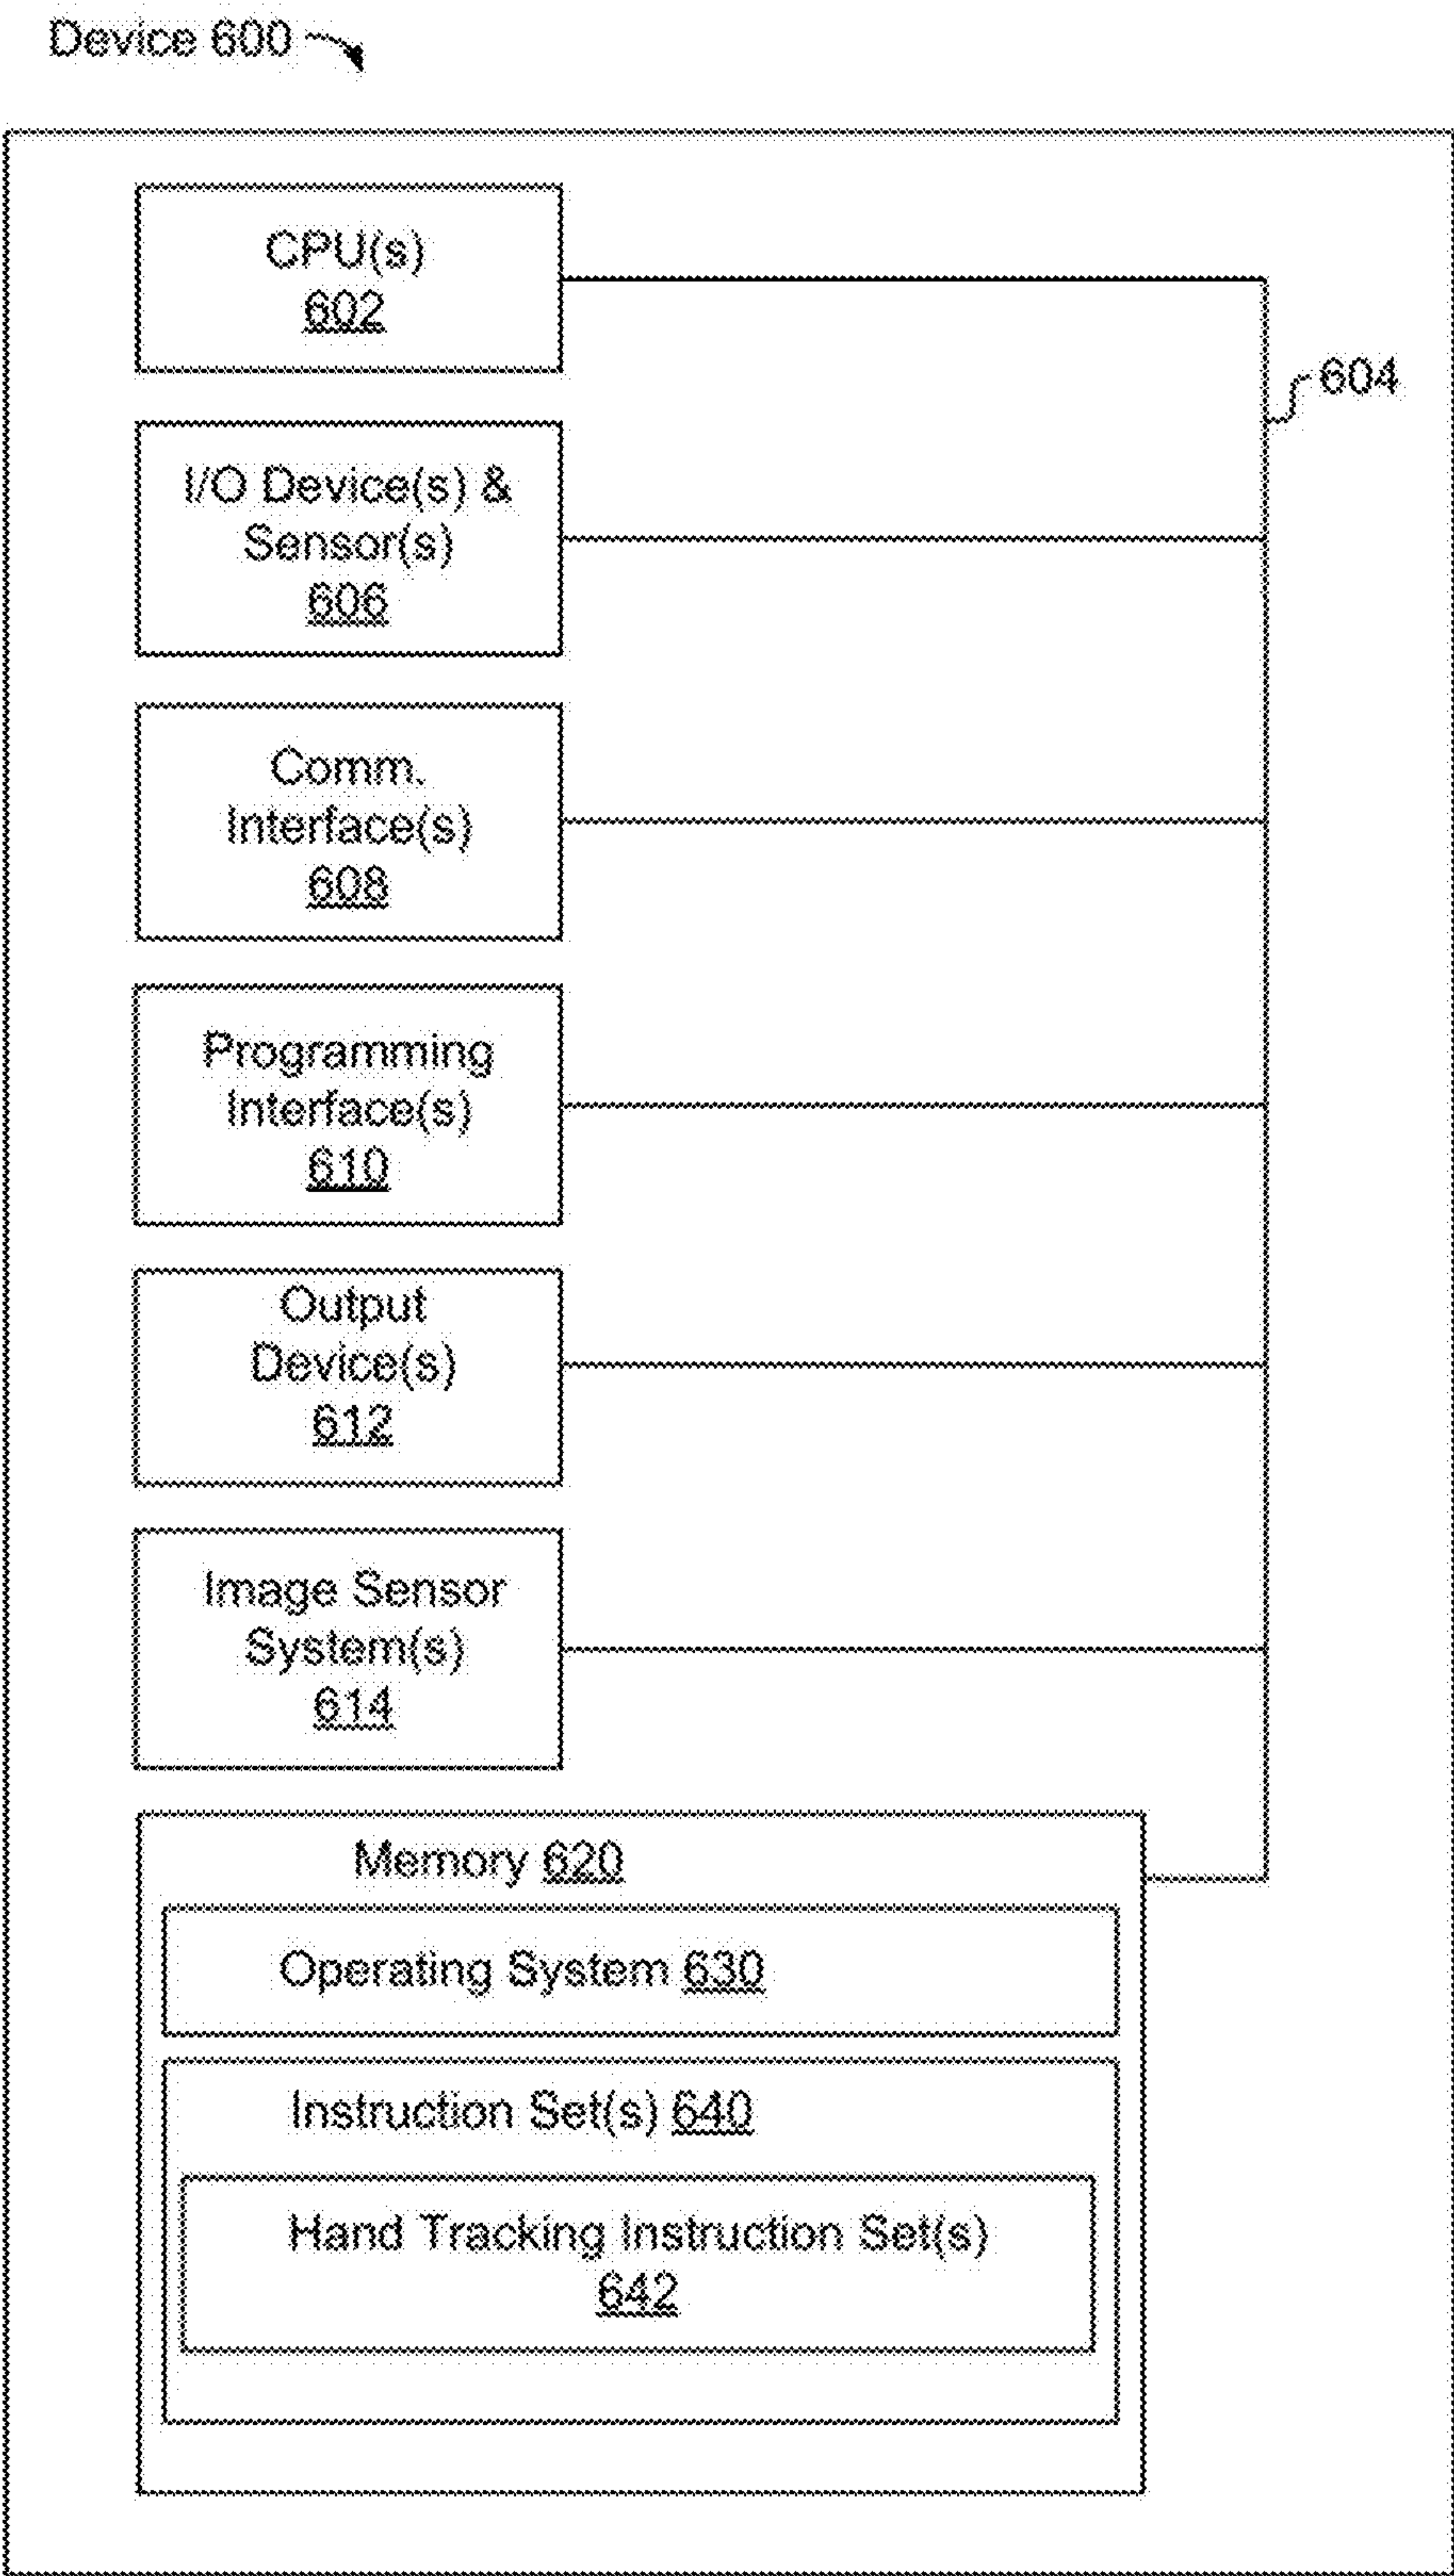 Device 600
CPU(s)
602
604
I/O Device(s) &
Sensor(s)
606
Comm.
Interface(s)
608
Programming
Interface(s)
610
Output
Device(s)
612
Image Sensor
System(s)
614
Memory 620
Operating System 630
Instruction Set(s) 640
Hand Tracking Instruction Set(s)
642